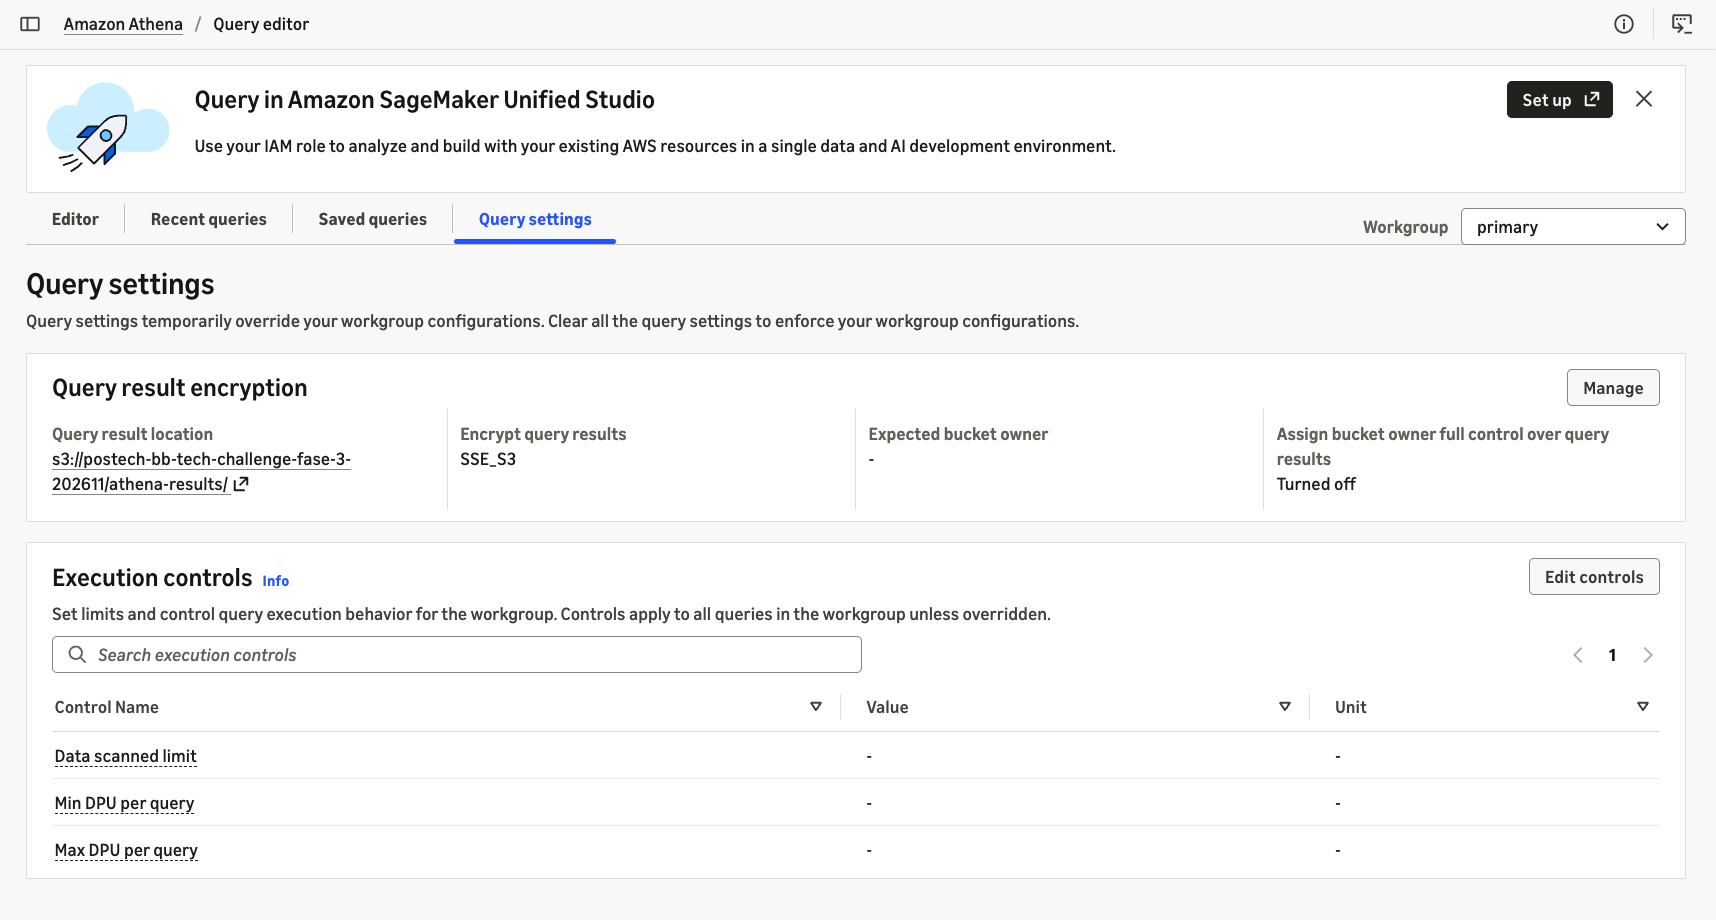 Amazon Athena / Query editor
Query in Amazon SageMaker Unified Studio
Set up
Use your IAM role to analyze and build with your existing AWS resources in a single data and AI development environment.
Editor
Recent queries
Saved queries
Query settings
Workgroup
primary
Query settings
Query settings temporarily override your workgroup configurations. Clear all the query settings to enforce your workgroup configurations.
Query result encryption
Manage
Query result location
s3://postech-bb-tech-challenge-fase-3-
202611/athena-results/
Encrypt query results
SSE_S3
Expected bucket owner
-
Assign bucket owner full control over query
results
Turned off
Execution controls Info
Edit controls
Set limits and control query execution behavior for the workgroup. Controls apply to all queries in the workgroup unless overridden.
Search execution controls
1
Control Name Value Unit
Data scanned limit - -
Min DPU per query - -
Max DPU per query - -